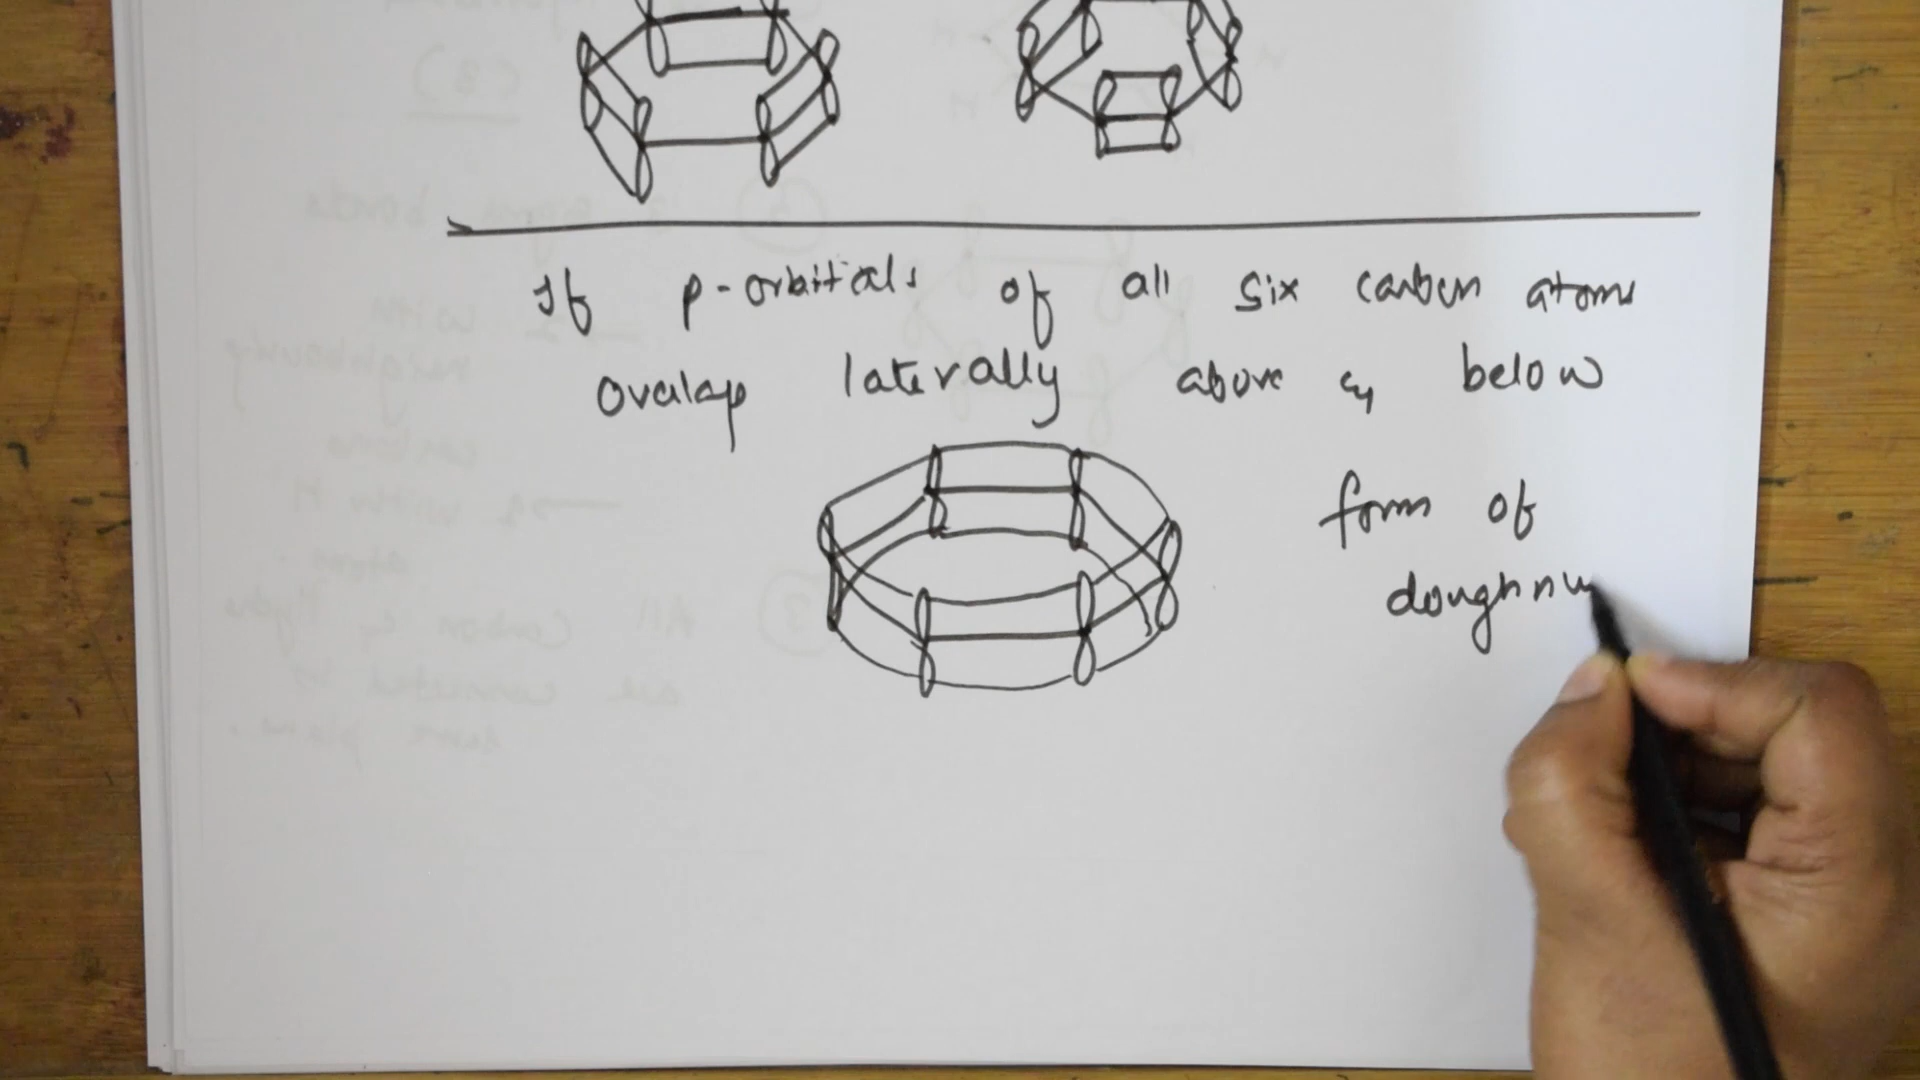 If p-orbitals of all six carbon atoms
overlap laterally above & below
form of
doughnu